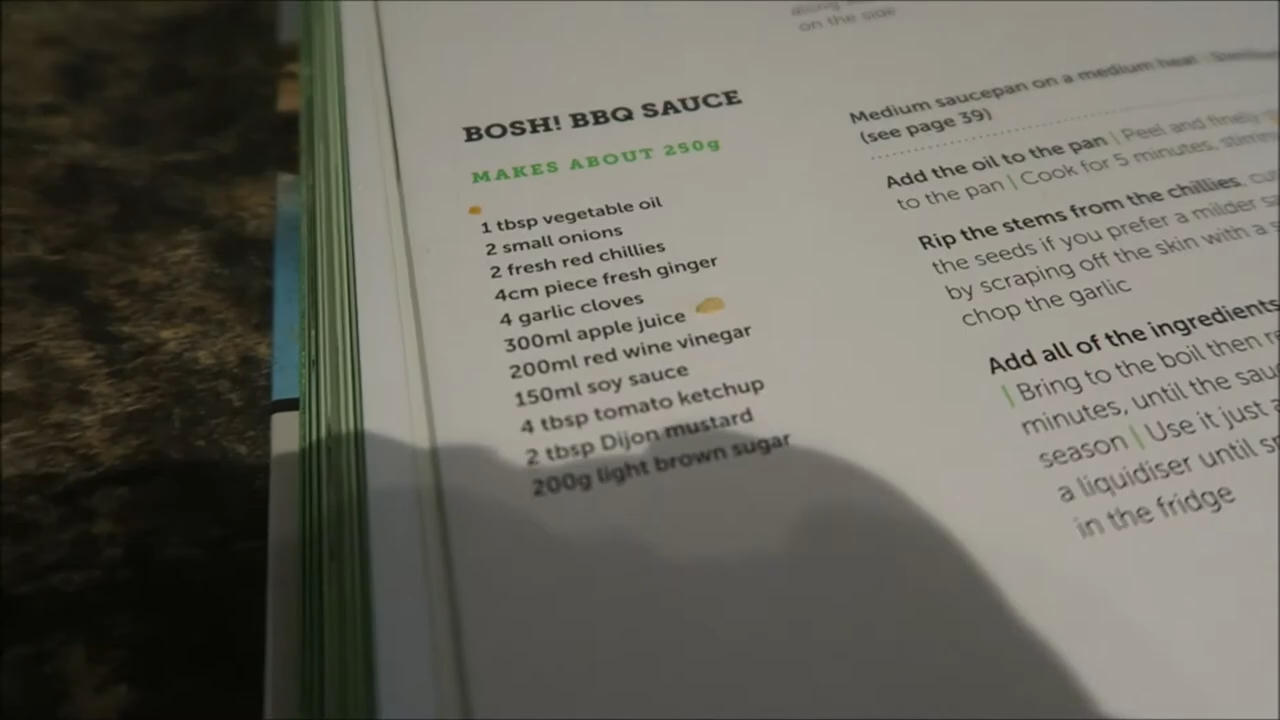 on the side
BOSH! BBQ SAUCE
MAKES ABOUT 250g
1 tbsp vegetable oil
2 small onions
2 fresh red chillies
4cm piece fresh ginger
4 garlic cloves
300ml apple juice
200ml red wine vinegar
150ml soy sauce
4 tbsp tomato ketchup
2 tbsp Dijon mustard
200g light brown sugar
Medium saucepan on a medium heat
(see page 39)
Add the oil to the pan | Peel and finely
to the pan | Cook for 5 minutes, stirring
Rip the stems from the chillies,
the seeds if you prefer a milder
by scraping off the skin with a
chop the garlic
Add all of the ingredients
| Bring to the boil then
minutes, until the
season | Use it just
a liquidiser until
in the fridge